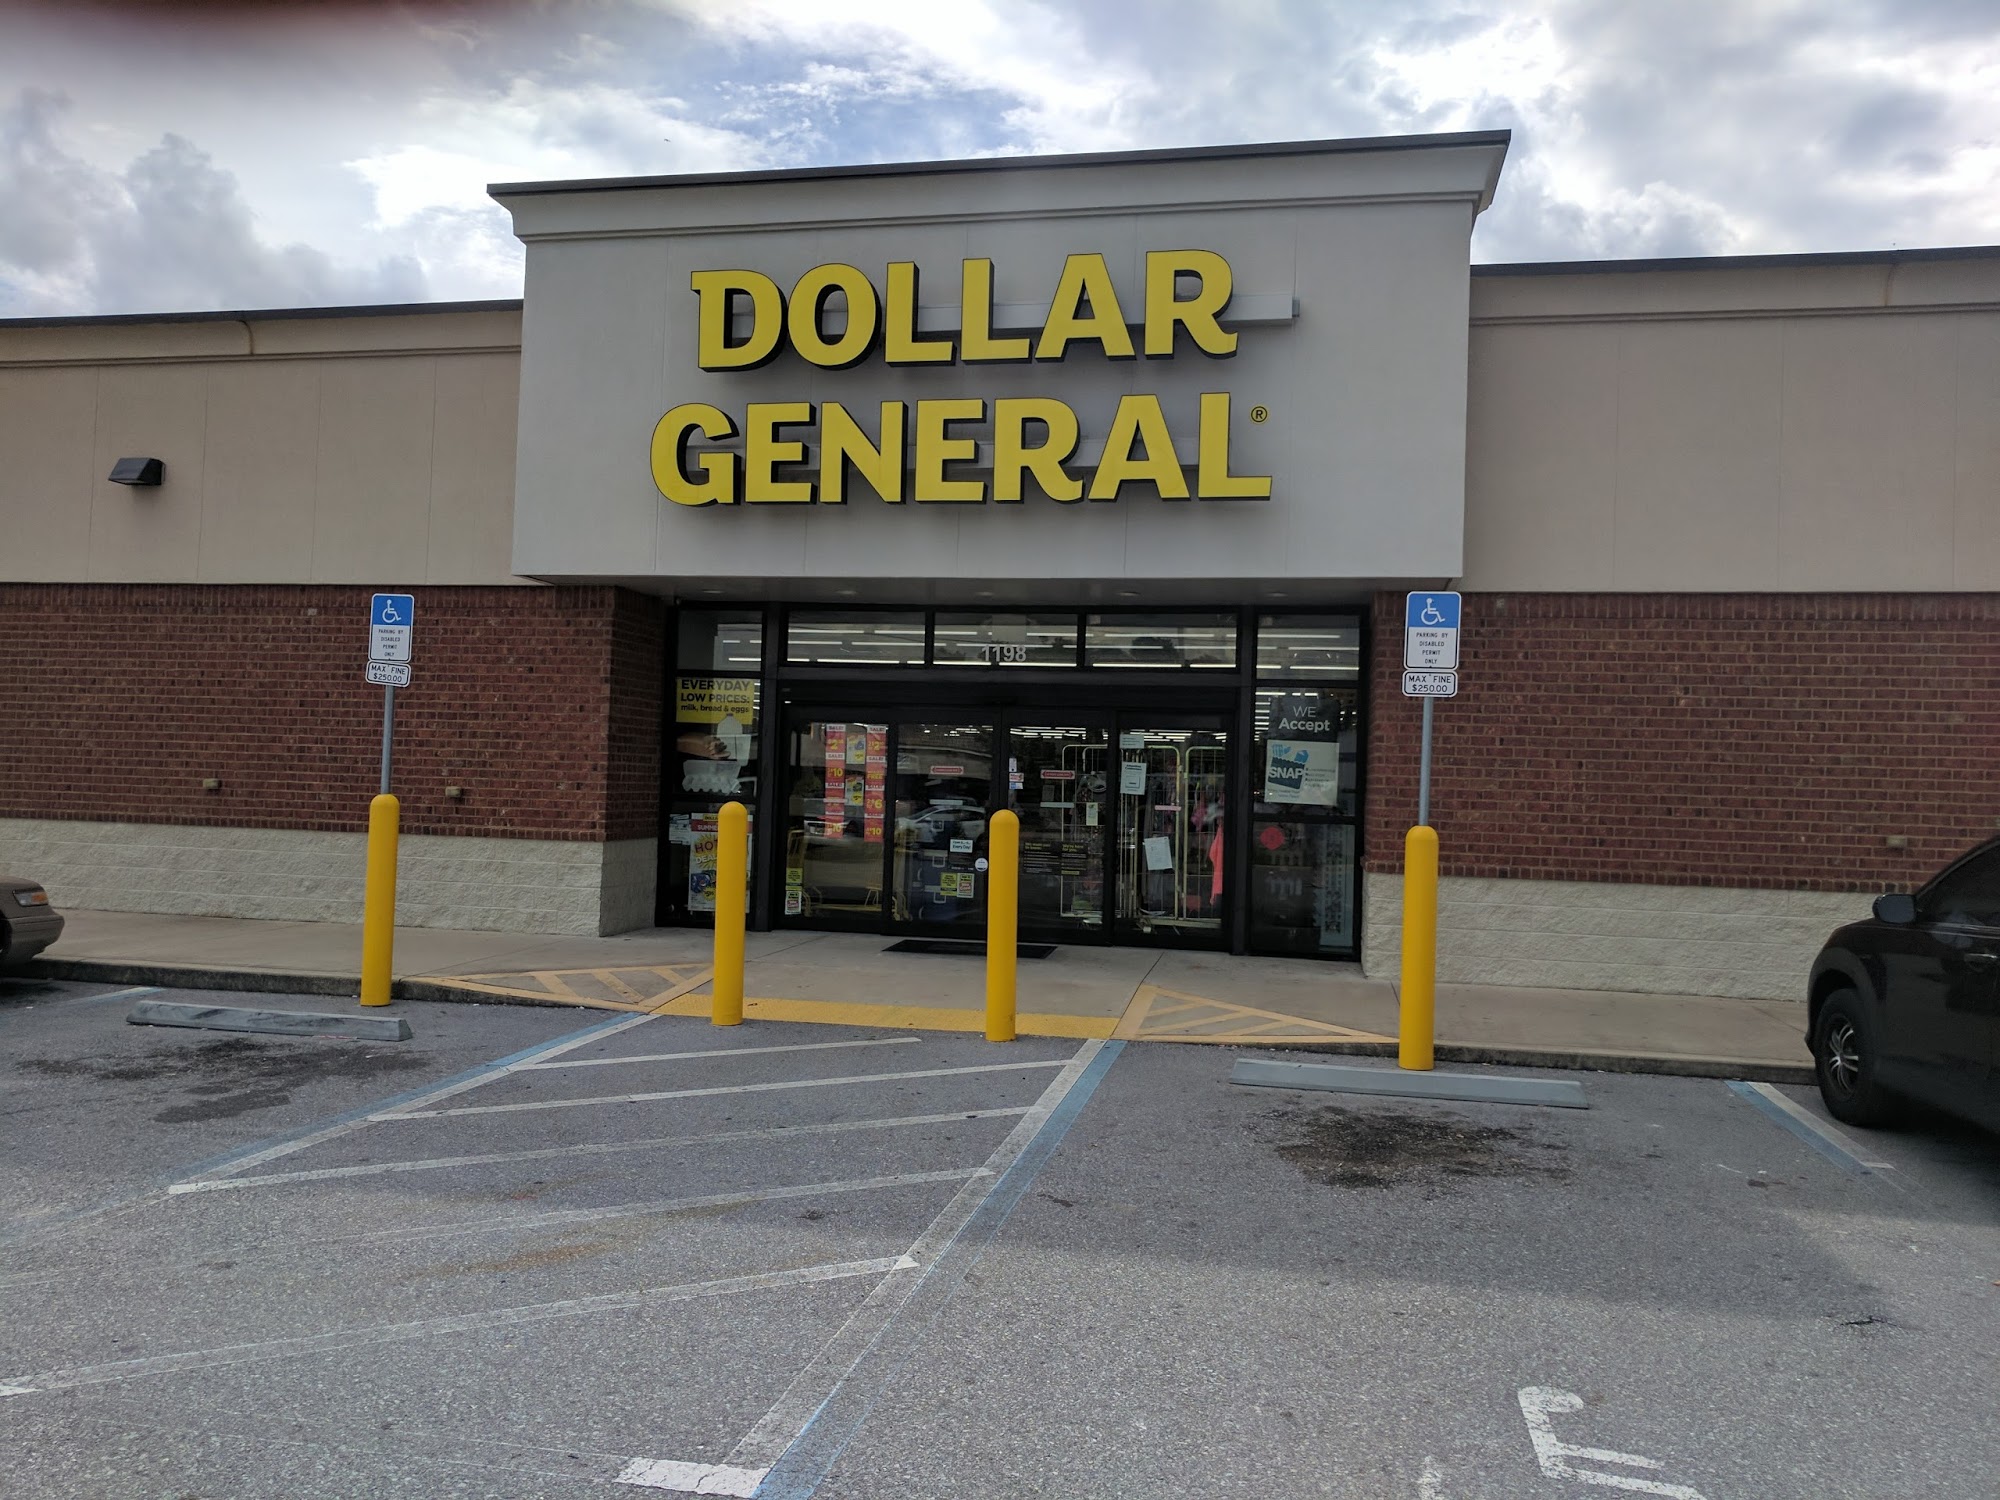 DOLLAR
GENERAL®
1198
PARKING BY
DISABLED
PERMIT
ONLY
MAX FINE
$250.00
PARKING BY
DISABLED
PERMIT
ONLY
MAX FINE
$250.00
EVERYDAY
LOW PRICES:
milk, bread & eggs
WE
Accept
SNAP